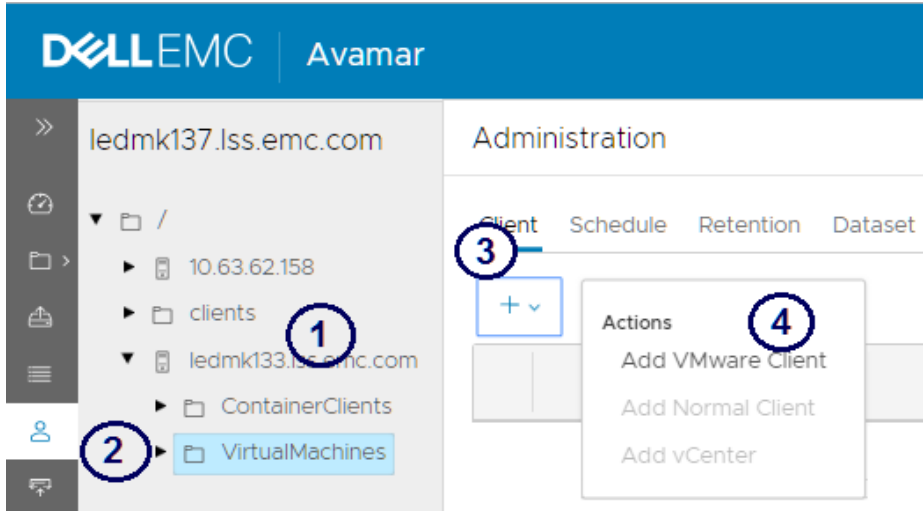 DELLEMC Avamar
ledmk137.lss.emc.com
Administration
/
10.63.62.158
clients
1
ledmk133.lss.emc.com
ContainerClients
2
VirtualMachines
Client Schedule Retention Dataset
3
+
Actions
4
Add VMware Client
Add Normal Client
Add vCenter